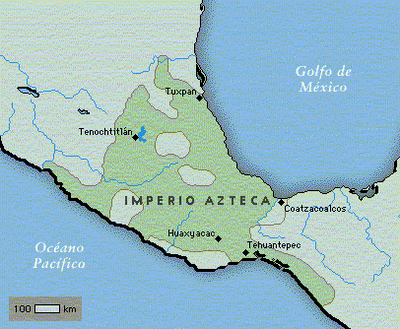 Golfo de
México
Tuxpan
Tenochtitlán
IMPERIO AZTECA
Coatzacoalcos
Huaxyacac
Tehuantepec
Océano
Pacífico
100 km